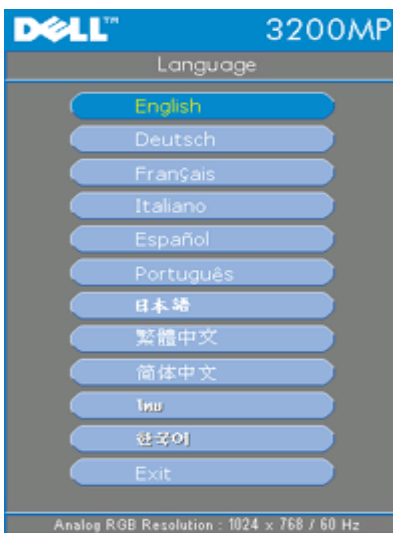 DELL™ 3200MP
Language
English
Deutsch
Français
Italiano
Español
Português
日本語
繁體中文
简体中文
ไทย
한국어
Exit
Analog RGB Resolution : 1024 x 768 / 60 Hz